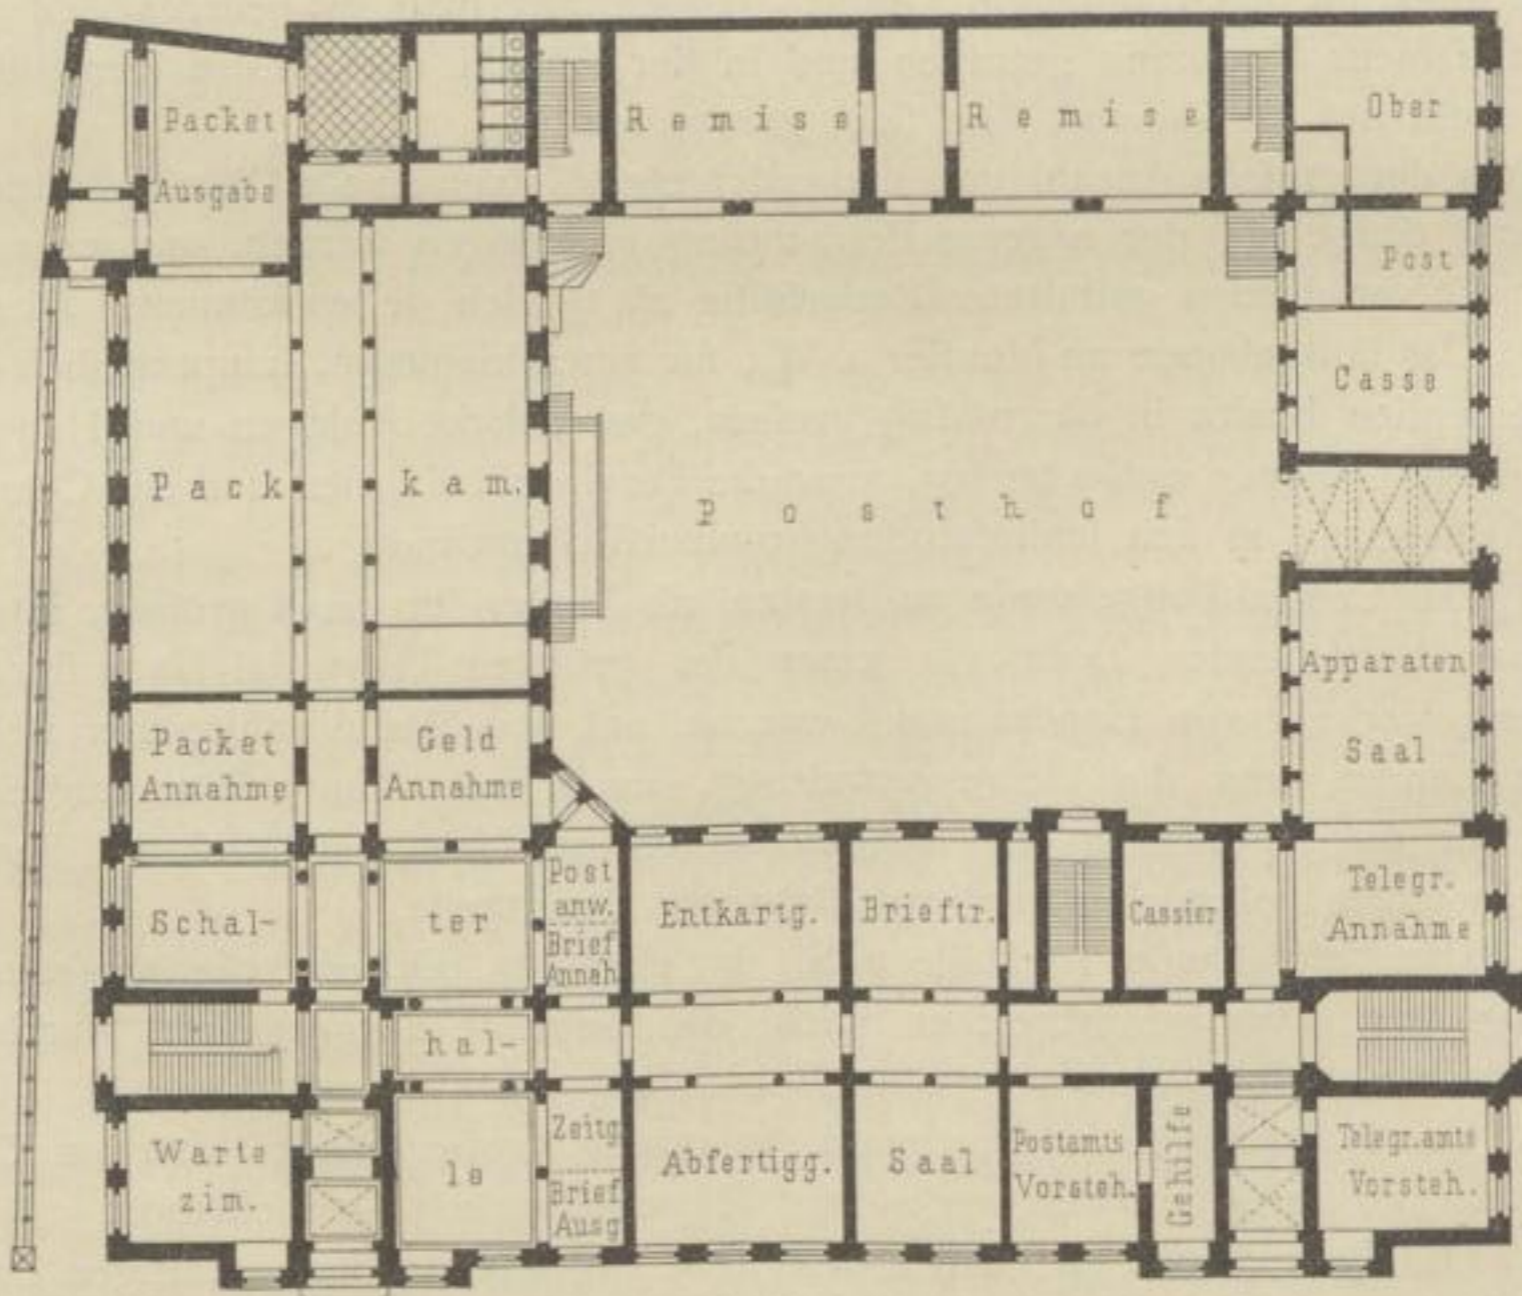 Packet
Ausgabe
Remise
Remise
Ober
Post
Casse
Pack
kam.
Posthof
Apparaten
Saal
Packet
Annahme
Geld
Annahme
Schal-
ter
Post
anw.
Brief
Annah.
Entkartg.
Brieftr.
Cassier
Telegr.
Annahme
hal-
Warte
zim.
le
Zeitg.
Brief
Ausg
Abfertigg.
Saal
Postamts
Vorsteh.
Gehilfe
Telegr.amts
Vorsteh.